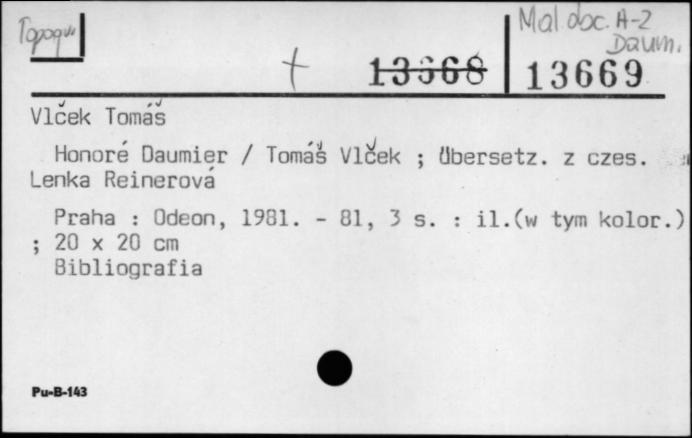 Mal doc. A-Z
Daum.
13668 13669
Vlček Tomáš
Honoré Daumier / Tomáš Vlček ; Übersetz. z czes.
Lenka Reinerová
Praha : Odeon, 1981. - 81, 3 s. : il.(w tym kolor.)
; 20 x 20 cm
Bibliografia
Pu-B-143